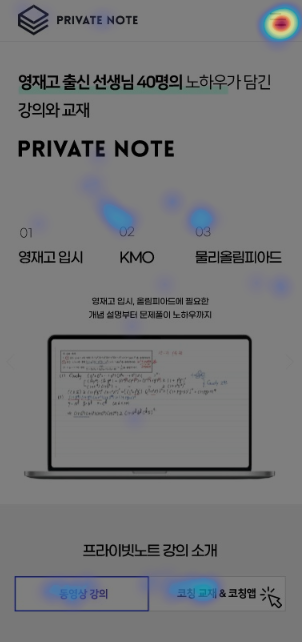 PRIVATE NOTE
영재고 출신 선생님 40명의 노하우가 담긴
강의와 교재
PRIVATE NOTE
01 02 03
영재고 입시 KMO 물리올림피아드
영재고 입시, 올림피아드에 필요한
개념 설명부터 문제풀이 노하우까지
프라이빗노트 강의 소개
동영상 강의 코칭 교재 & 코칭앱